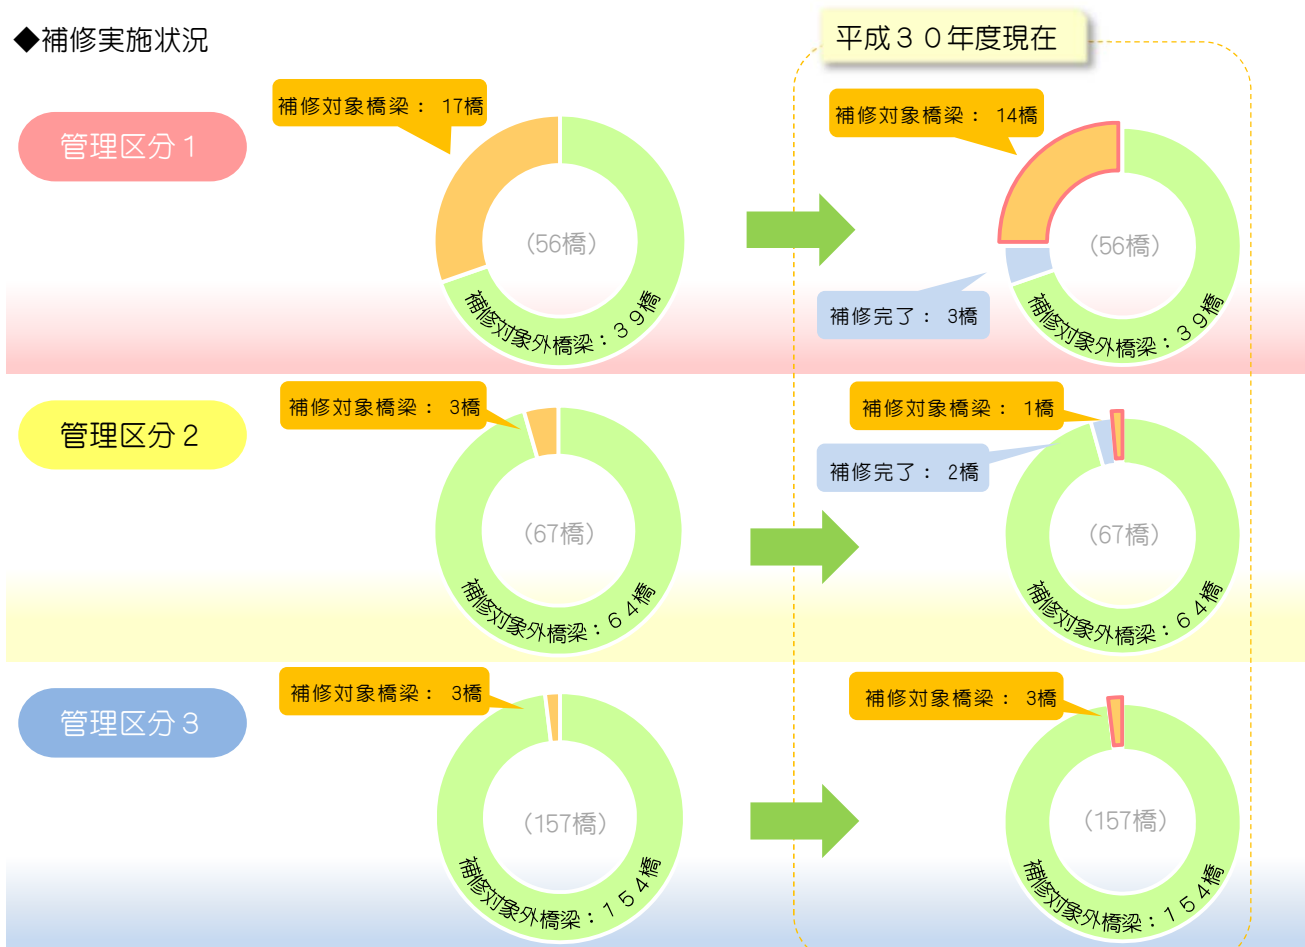 ◆補修実施状況
平成３０年度現在
管理区分１
補修対象橋梁： 17橋
（56橋）
補修対象外橋梁：３９橋
補修対象橋梁： 14橋
（56橋）
補修完了： 3橋
補修対象外橋梁：３９橋
管理区分２
補修対象橋梁： 3橋
（67橋）
補修対象外橋梁：６４橋
補修対象橋梁： 1橋
補修完了： 2橋
（67橋）
補修対象外橋梁：６４橋
管理区分３
補修対象橋梁： 3橋
（157橋）
補修対象外橋梁：１５４橋
補修対象橋梁： 3橋
（157橋）
補修対象外橋梁：１５４橋